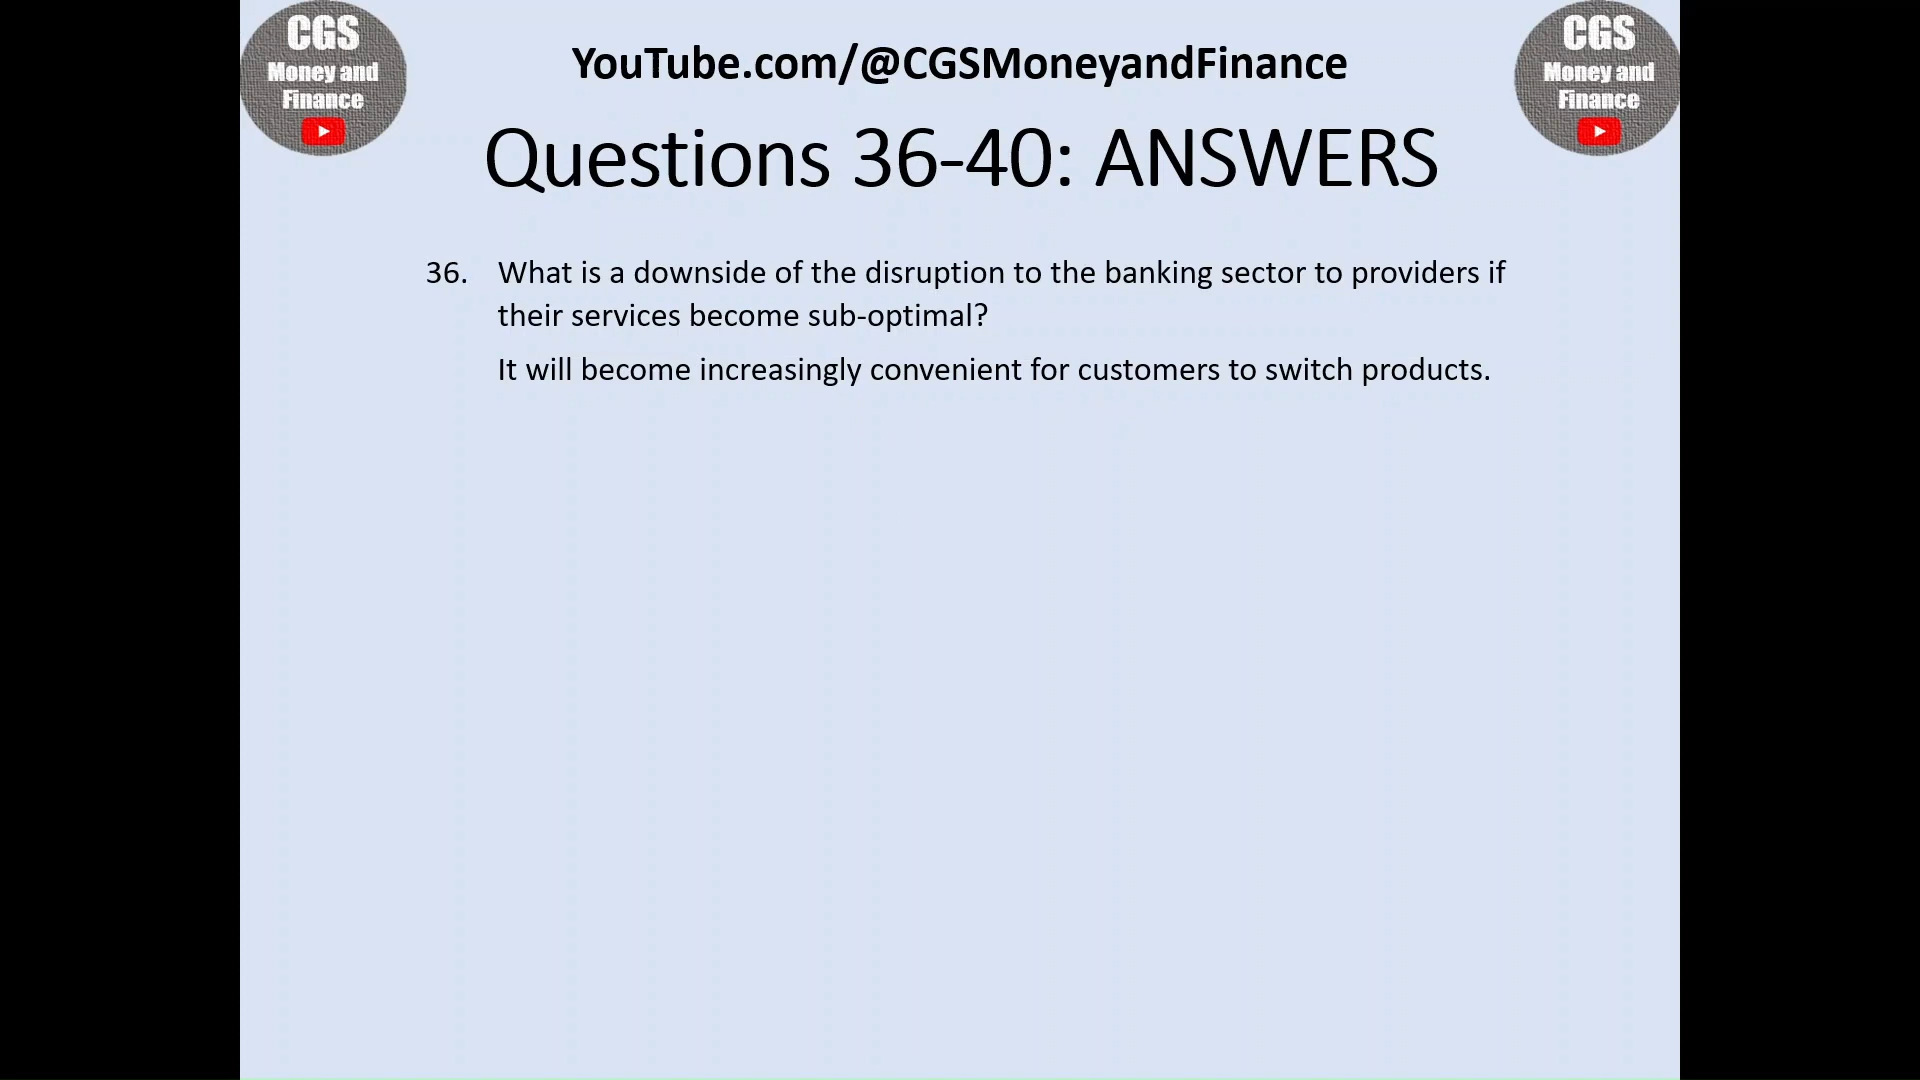 CGS
Money and
Finance
YouTube.com/@CGSMoneyandFinance
CGS
Money and
Finance
Questions 36-40: ANSWERS
36. What is a downside of the disruption to the banking sector to providers if
their services become sub-optimal?
It will become increasingly convenient for customers to switch products.